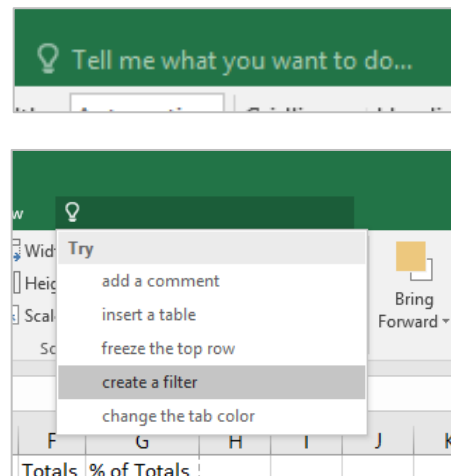 Tell me what you want to do...
w
Try
add a comment
insert a table
freeze the top row
create a filter
change the tab color
Bring
Forward
F G H I J
Totals % of Totals